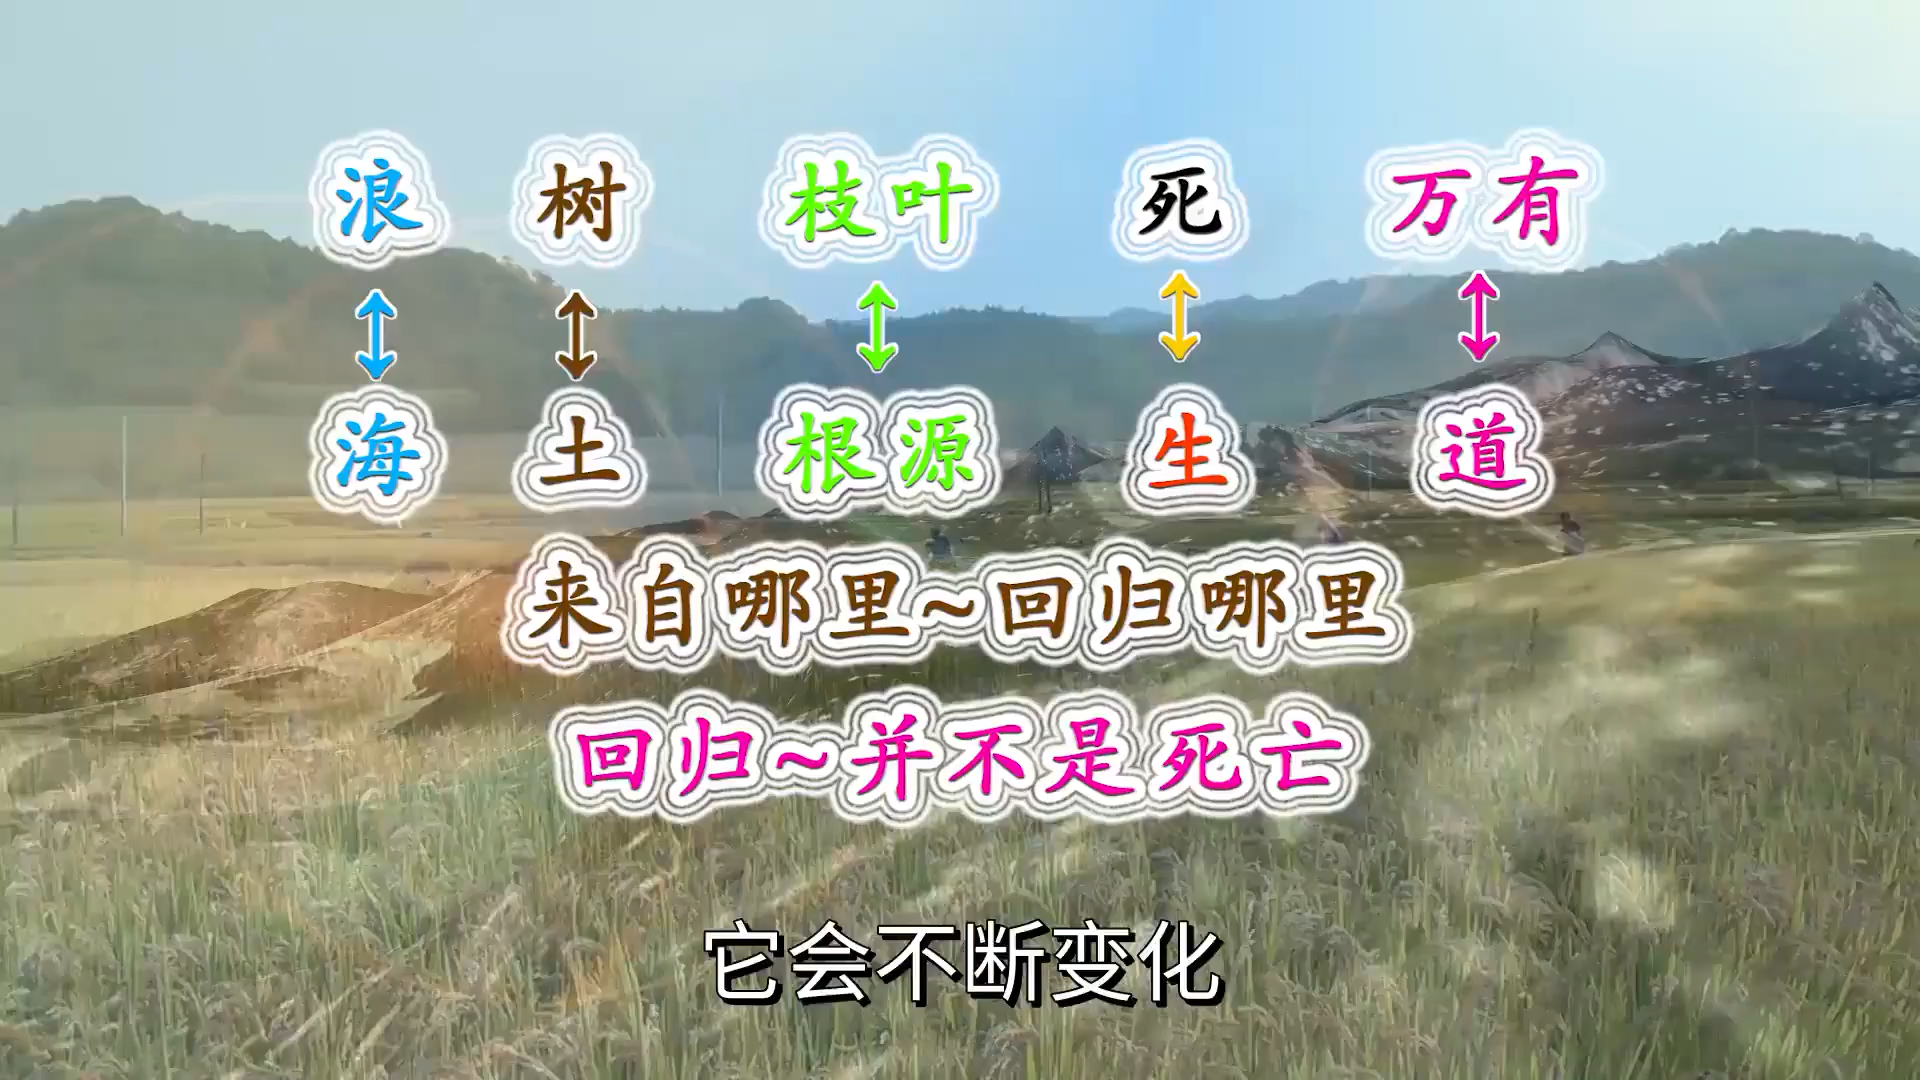 浪 树 枝叶 死 万有
海 土 根源 生 道
来自哪里~回归哪里
回归~并不是死亡
它会不断变化